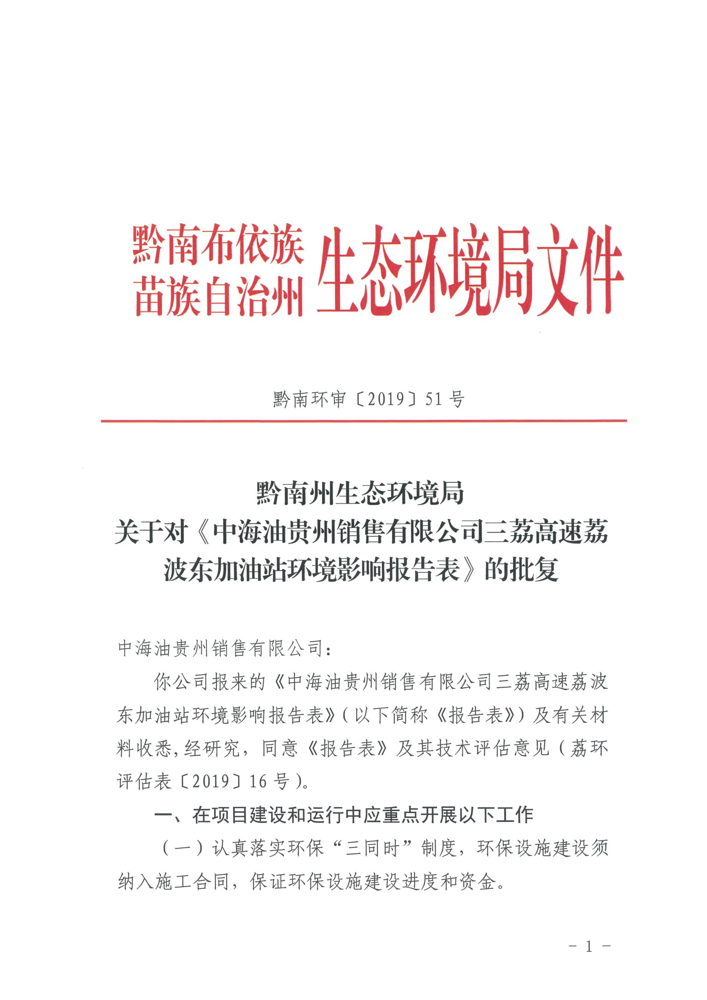 黔南布依族
苗族自治州
生态环境局文件
黔南环审〔2019〕51 号
黔南州生态环境局
关于对《中海油贵州销售有限公司三荔高速荔
波东加油站环境影响报告表》的批复
中海油贵州销售有限公司：
你公司报来的《中海油贵州销售有限公司三荔高速荔波
东加油站环境影响报告表》（以下简称《报告表》）及有关材
料收悉,经研究，同意《报告表》及其技术评估意见（荔环
评估表〔2019〕16 号）。
一、在项目建设和运行中应重点开展以下工作
（一）认真落实环保“三同时”制度，环保设施建设须
纳入施工合同，保证环保设施建设进度和资金。
- 1 -